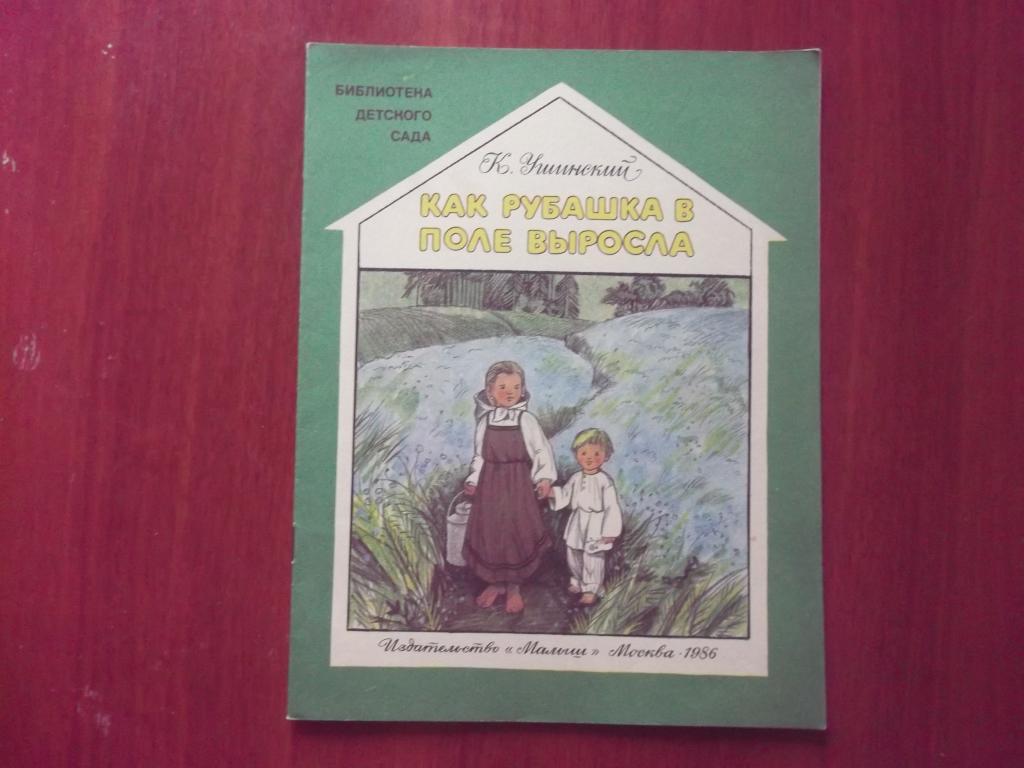 БИБЛИОТЕКА
ДЕТСКОГО
САДА
К. Ушинский
КАК РУБАШКА В
ПОЛЕ ВЫРОСЛА
Издательство «Малыш» Москва · 1986